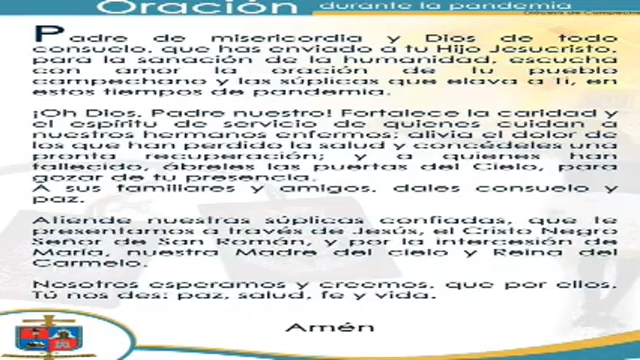 Oración durante la pandemia
Diócesis de Campeche
Padre de misericordia y Dios de todo
consuelo, que has enviado a tu Hijo Jesucristo,
para la sanación de la humanidad, escucha
con amor la oración de tu pueblo
campechano y las súplicas que eleva a Ti, en
estos tiempos de pandemia.
¡Oh Dios, Padre nuestro! Fortalece la caridad y
el espíritu de servicio de quienes cuidan a
nuestros hermanos enfermos; alivia el dolor de
los que han perdido la salud y concédeles una
pronta recuperación; y a quienes han
fallecido, ábreles las puertas del Cielo, para
gozar de tu presencia.
A sus familiares y amigos, dales consuelo y
paz.
Atiende nuestras súplicas confiadas, que te
presentamos a través de Jesús, el Cristo Negro
Señor de San Román, y por la intercesión de
María, nuestra Madre del cielo y Reina del
Carmelo.
Nosotros esperamos y creemos, que por ellos,
Tú nos des: paz, salud, fe y vida.
Amén